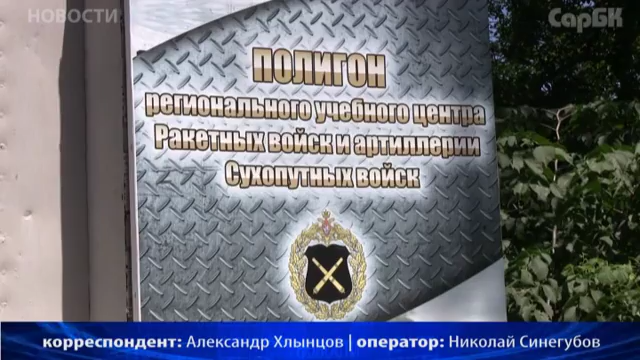 НОВОСТИ
СарБК
ПОЛИГОН
регионального учебного центра
Ракетных войск и артиллерии
Сухопутных войск
корреспондент: Александр Хлынцов | оператор: Николай Синегубов